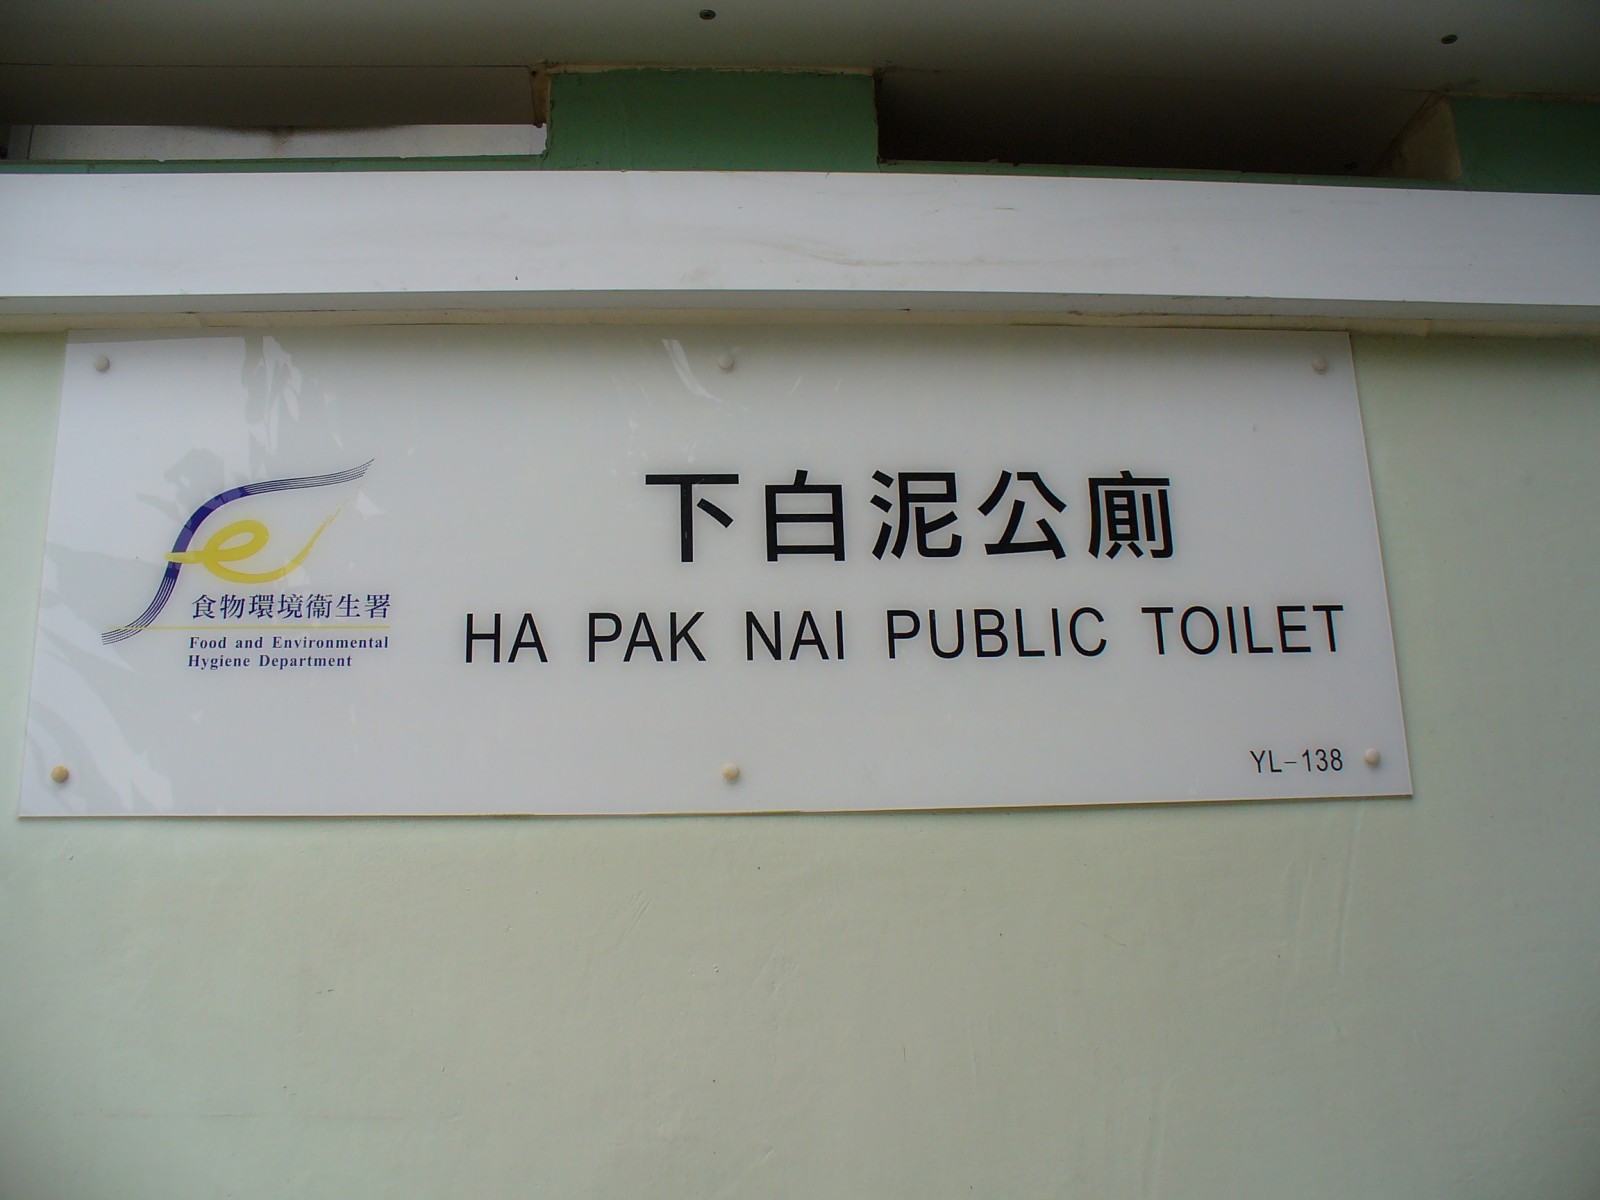 食物環境衞生署
Food and Environmental
Hygiene Department
下白泥公廁
HA PAK NAI PUBLIC TOILET
YL-138